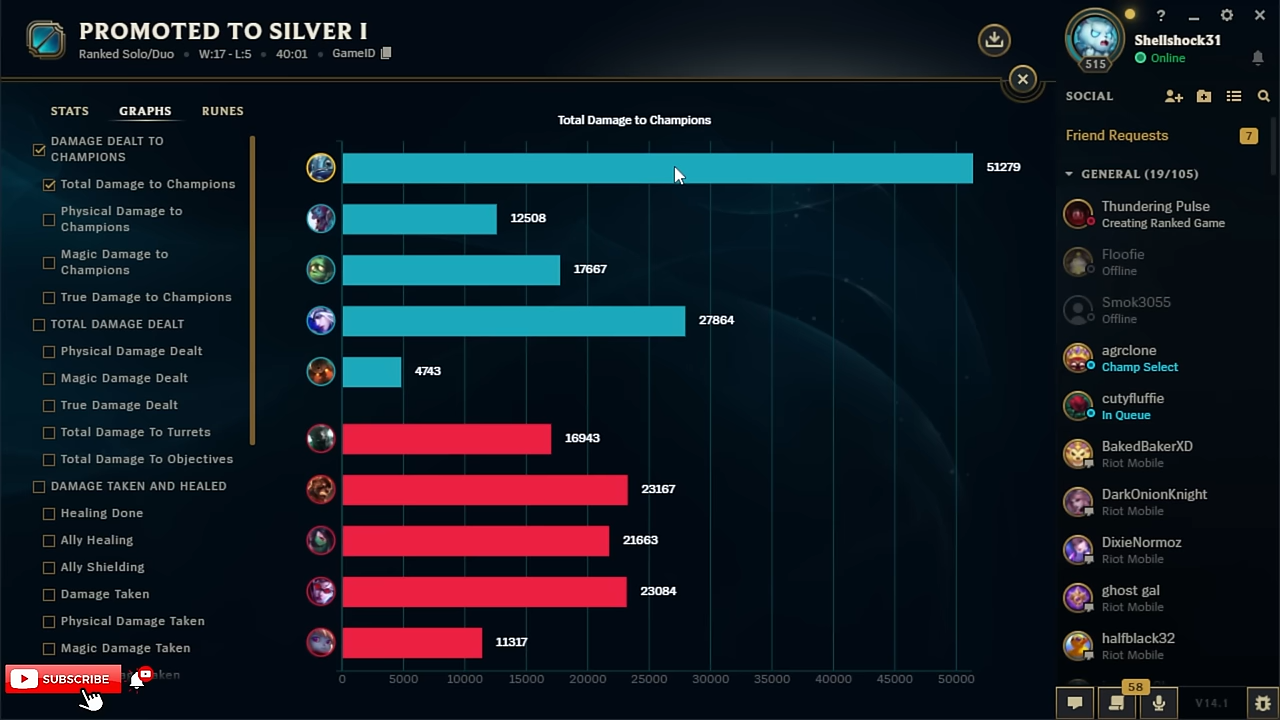 PROMOTED TO SILVER I
Ranked Solo/Duo • W:17 - L:5 • 40:01 • GameID
STATS GRAPHS RUNES
DAMAGE DEALT TO
CHAMPIONS
Total Damage to Champions
Physical Damage to
Champions
Magic Damage to
Champions
True Damage to Champions
TOTAL DAMAGE DEALT
Physical Damage Dealt
Magic Damage Dealt
True Damage Dealt
Total Damage To Turrets
Total Damage To Objectives
DAMAGE TAKEN AND HEALED
Healing Done
Ally Healing
Ally Shielding
Damage Taken
Physical Damage Taken
Magic Damage Taken
SUBSCRIBE
Total Damage to Champions
51279
12508
17667
27864
4743
16943
23167
21663
23084
11317
0 5000 10000 15000 20000 25000 30000 35000 40000 45000 50000
?
515
Shellshock31
Online
SOCIAL
Friend Requests 7
GENERAL (19/105)
Thundering Pulse
Creating Ranked Game
Floofie
Offline
Smok3055
Offline
agrclone
Champ Select
cutyfluffie
In Queue
BakedBakerXD
Riot Mobile
DarkOnionKnight
Riot Mobile
DixieNormoz
Riot Mobile
ghost gal
Riot Mobile
halfblack32
Riot Mobile
58
V14.1